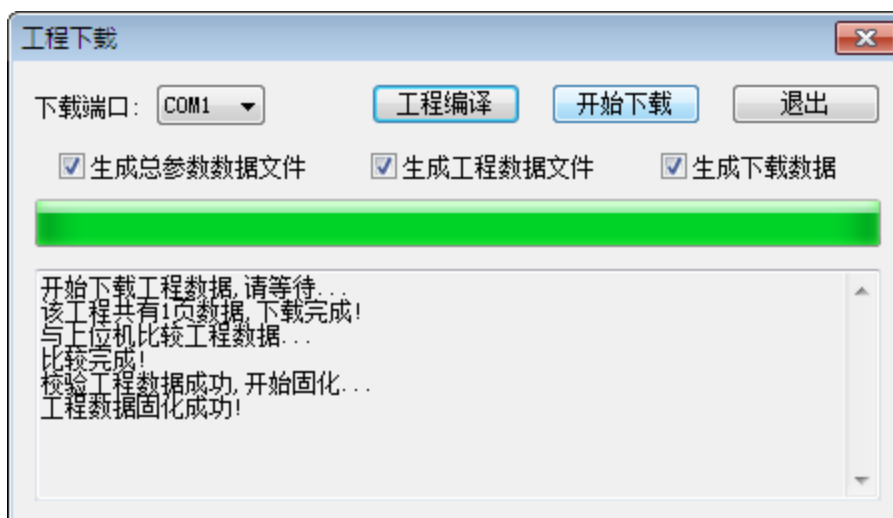 工程下载
下载端口: COM1 工程编译 开始下载 退出
生成总参数数据文件 生成工程数据文件 生成下载数据
开始下载工程数据,请等待...
该工程共有1页数据,下载完成!
与上位机比较工程数据...
比较完成!
校验工程数据成功,开始固化...
工程数据固化成功!